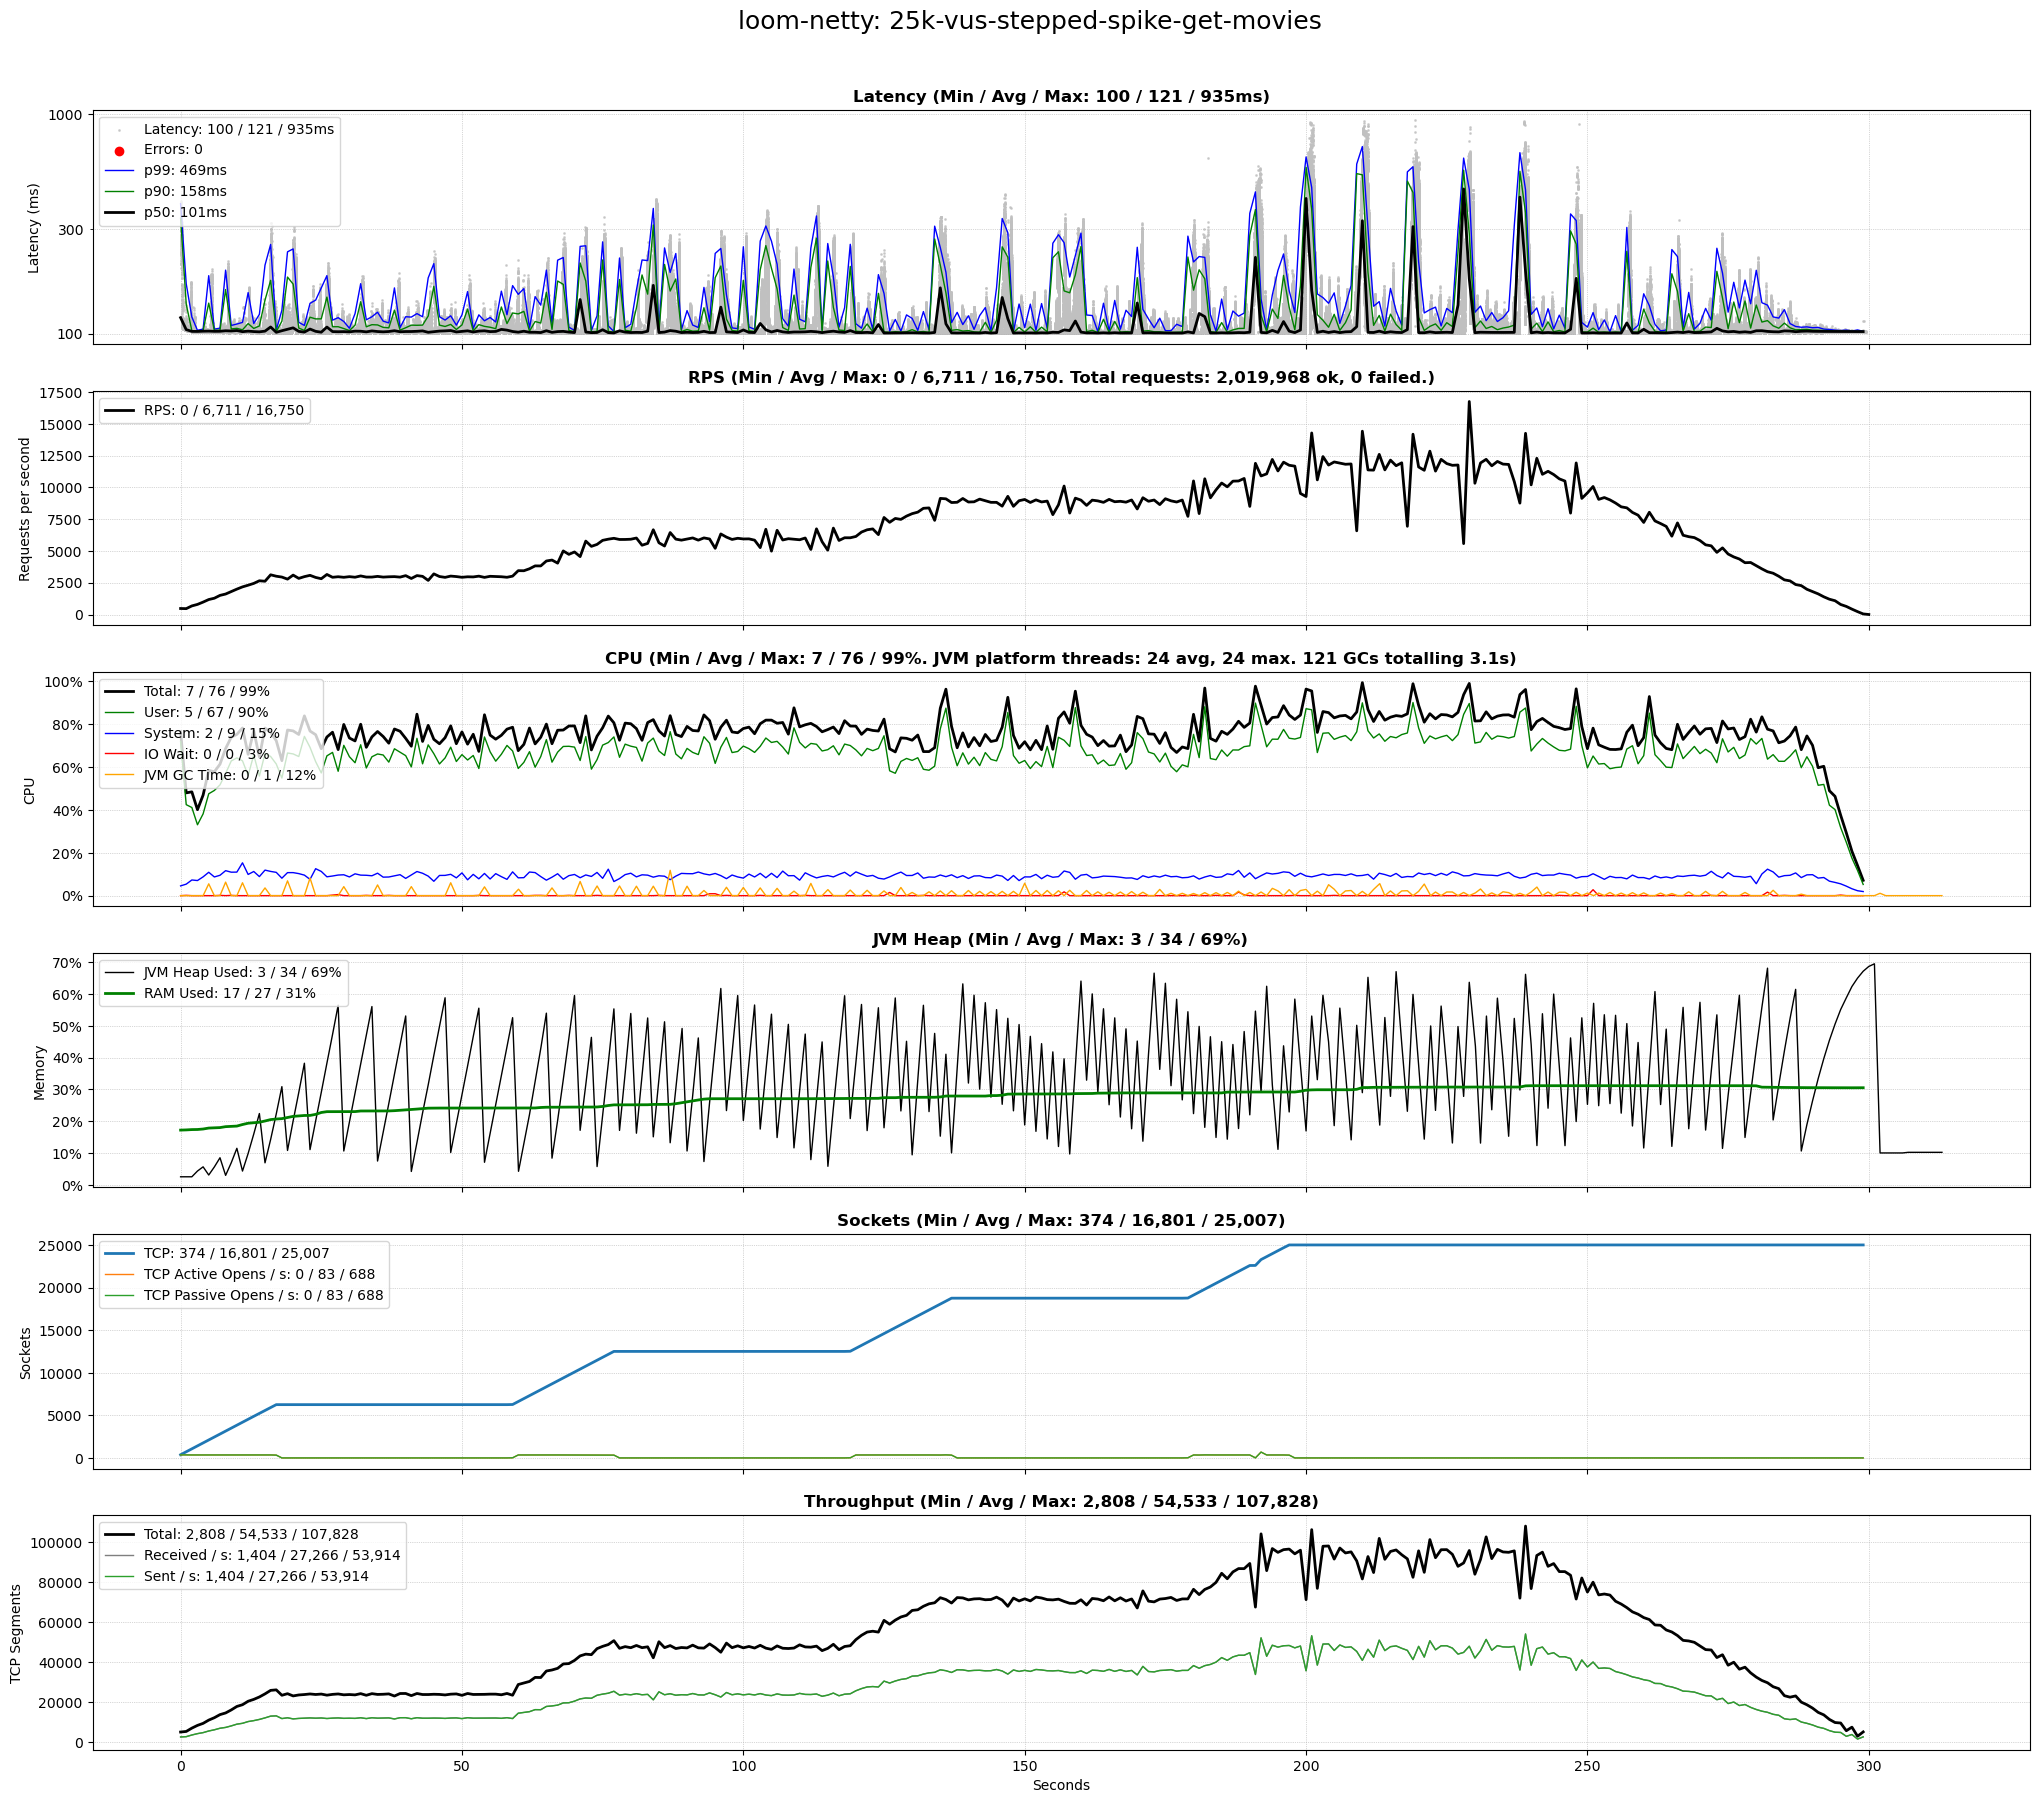 loom-netty: 25k-vus-stepped-spike-get-movies
Latency (Min / Avg / Max: 100 / 121 / 935ms)
1000
300
100
Latency (ms)
Latency: 100 / 121 / 935ms
Errors: 0
p99: 469ms
p90: 158ms
p50: 101ms
RPS (Min / Avg / Max: 0 / 6,711 / 16,750. Total requests: 2,019,968 ok, 0 failed.)
17500
15000
12500
10000
7500
5000
2500
0
Requests per second
RPS: 0 / 6,711 / 16,750
CPU (Min / Avg / Max: 7 / 76 / 99%. JVM platform threads: 24 avg, 24 max. 121 GCs totalling 3.1s)
100%
80%
60%
40%
20%
0%
CPU
Total: 7 / 76 / 99%
User: 5 / 67 / 90%
System: 2 / 9 / 15%
IO Wait: 0 / 0 / 3%
JVM GC Time: 0 / 1 / 12%
JVM Heap (Min / Avg / Max: 3 / 34 / 69%)
70%
60%
50%
40%
30%
20%
10%
0%
Memory
JVM Heap Used: 3 / 34 / 69%
RAM Used: 17 / 27 / 31%
Sockets (Min / Avg / Max: 374 / 16,801 / 25,007)
25000
20000
15000
10000
5000
0
Sockets
TCP: 374 / 16,801 / 25,007
TCP Active Opens / s: 0 / 83 / 688
TCP Passive Opens / s: 0 / 83 / 688
Throughput (Min / Avg / Max: 2,808 / 54,533 / 107,828)
100000
80000
60000
40000
20000
0
TCP Segments
Total: 2,808 / 54,533 / 107,828
Received / s: 1,404 / 27,266 / 53,914
Sent / s: 1,404 / 27,266 / 53,914
0 50 100 150 200 250 300
Seconds